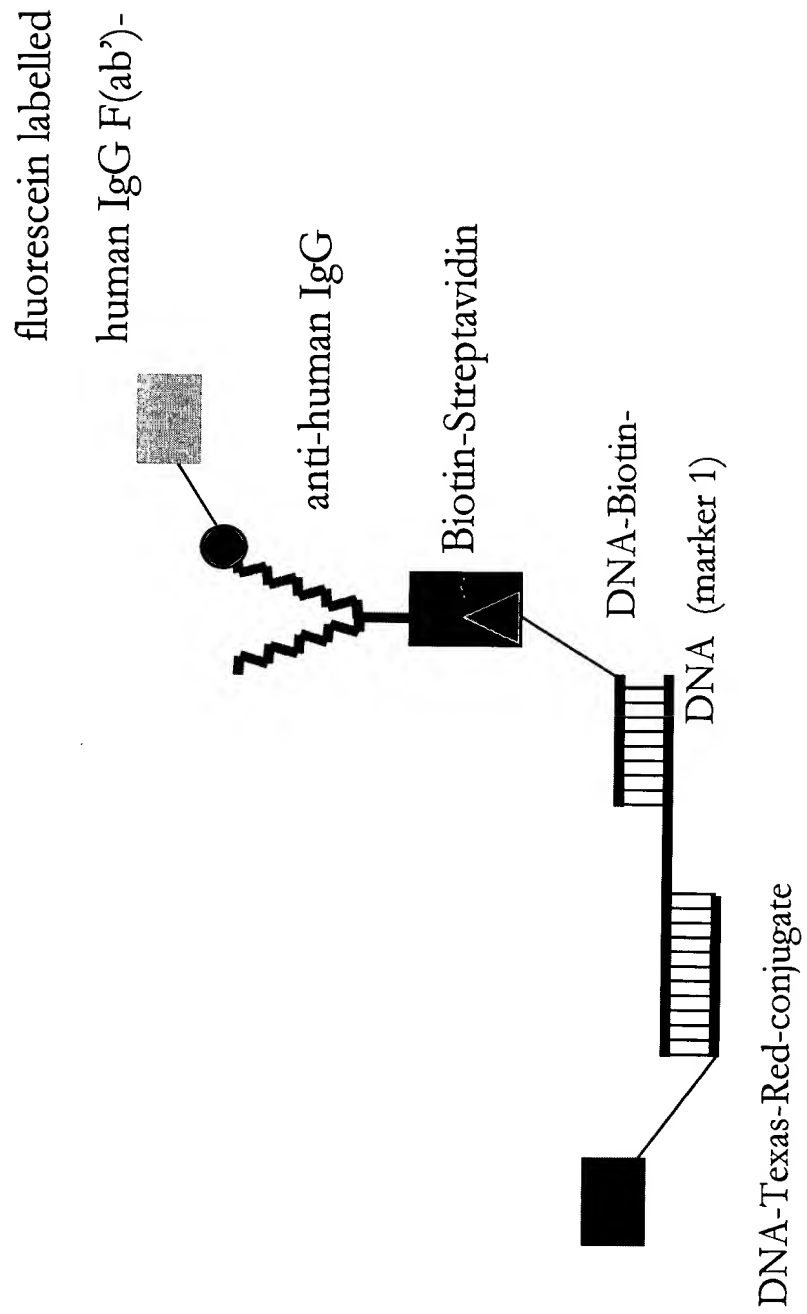 fluorescein labelled
human IgG F(ab’)-
anti-human IgG
Biotin-Streptavidin
DNA-Biotin-
DNA (marker 1)
DNA-Texas-Red-conjugate